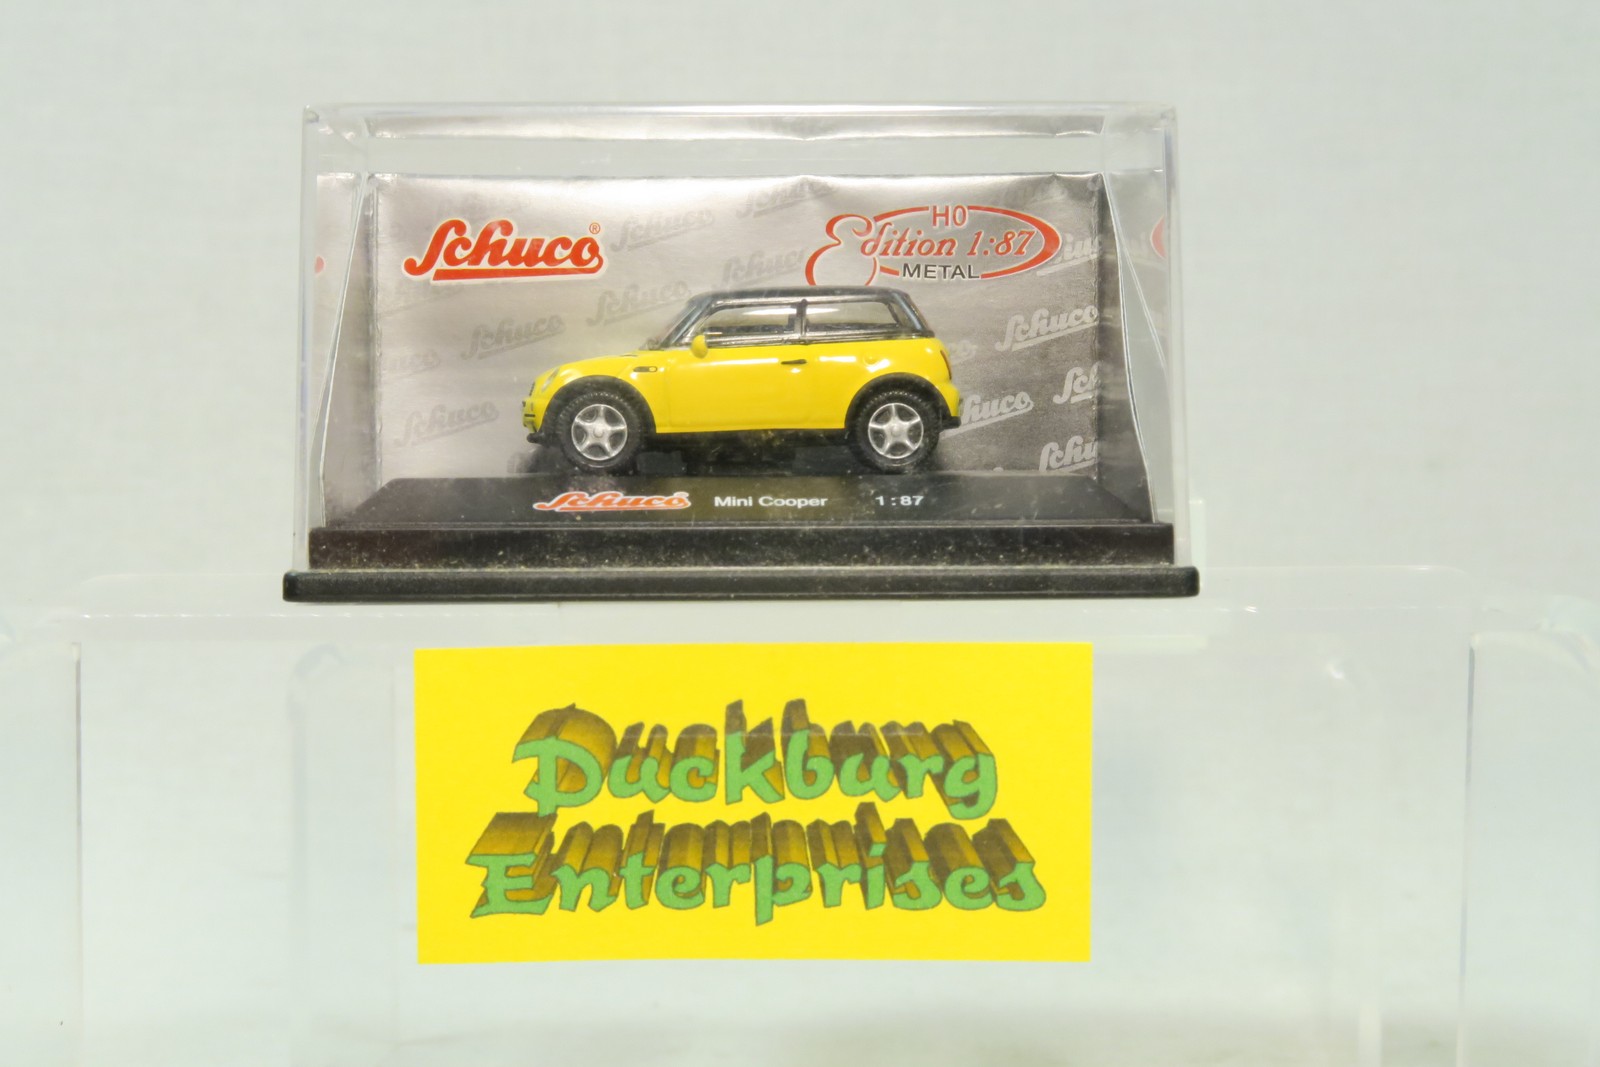 Schuco®
H0
Edition 1:87
METAL
Schuco Mini Cooper 1:87
Duckburg
Enterprises